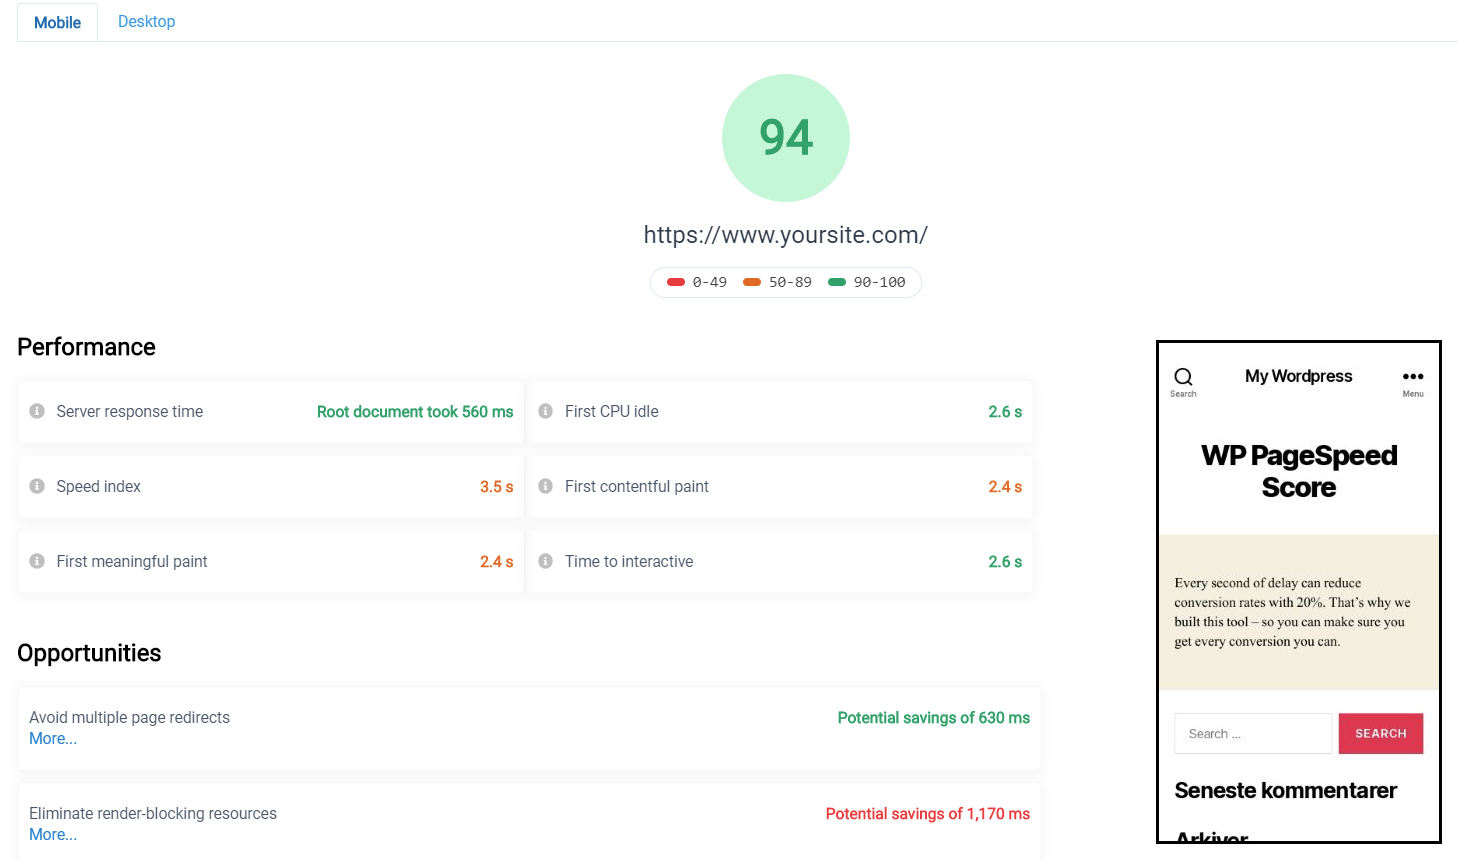 Mobile
Desktop
94
https://www.yoursite.com/
0-49 50-89 90-100
Performance
Server response time Root document took 560 ms
First CPU idle 2.6 s
Speed index 3.5 s
First contentful paint 2.4 s
First meaningful paint 2.4 s
Time to interactive 2.6 s
Opportunities
Avoid multiple page redirects Potential savings of 630 ms
More...
Eliminate render-blocking resources Potential savings of 1,170 ms
More...
Search
My Wordpress
Menu
WP PageSpeed
Score
Every second of delay can reduce
conversion rates with 20%. That’s why we
built this tool – so you can make sure you
get every conversion you can.
Search ...
SEARCH
Seneste kommentarer
Arkiver